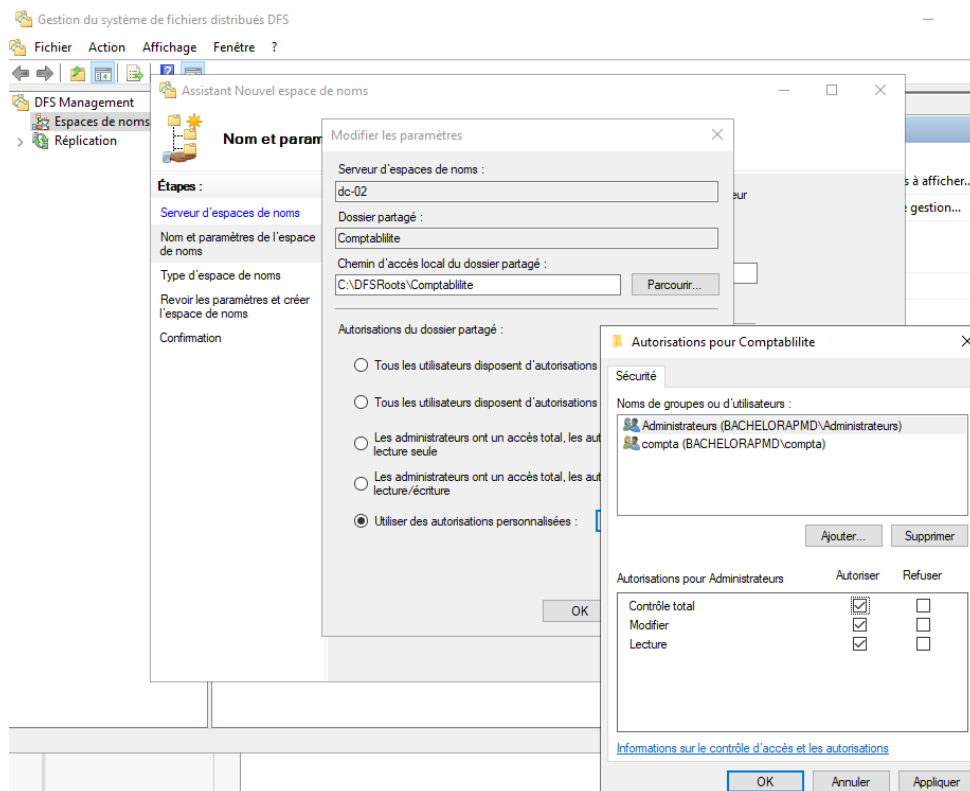 Gestion du système de fichiers distribués DFS
Fichier Action Affichage Fenêtre ?
DFS Management
Espaces de noms
Réplication
Assistant Nouvel espace de noms
Nom et param
Étapes :
Serveur d'espaces de noms
Nom et paramètres de l'espace
de noms
Type d'espace de noms
Revoir les paramètres et créer
l'espace de noms
Confirmation
Modifier les paramètres
Serveur d'espaces de noms :
dc-02
Dossier partagé :
Comptablilite
Chemin d'accès local du dossier partagé :
C:\DFSRoots\Comptablilite
Parcourir...
Autorisations du dossier partagé :
Tous les utilisateurs disposent d'autorisations
Tous les utilisateurs disposent d'autorisations
Les administrateurs ont un accès total, les aut
lecture seule
Les administrateurs ont un accès total, les aut
lecture/écriture
Utiliser des autorisations personnalisées :
OK
eur
s à afficher...
gestion...
Autorisations pour Comptablilite
Sécurité
Noms de groupes ou d'utilisateurs :
Administrateurs (BACHELORAPMD\Administrateurs)
compta (BACHELORAPMD\compta)
Ajouter... Supprimer
Autorisations pour Administrateurs Autoriser Refuser
Contrôle total
Modifier
Lecture
Informations sur le contrôle d'accès et les autorisations
OK Annuler Appliquer